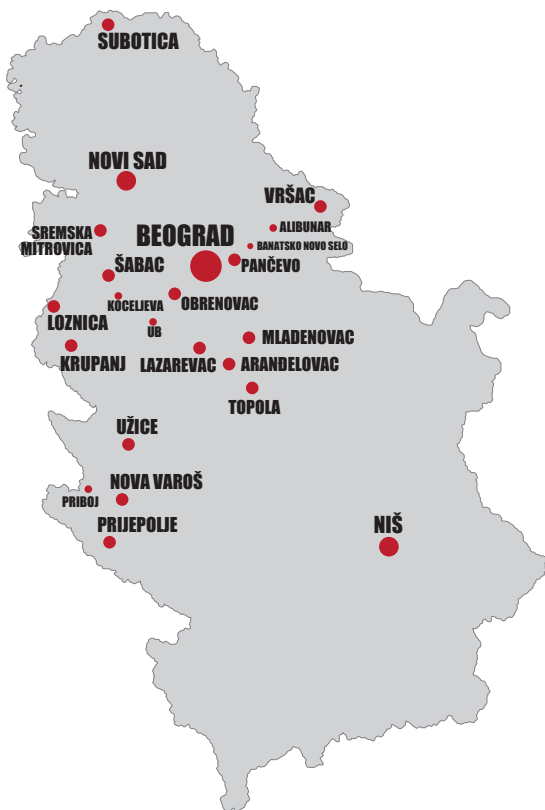 SUBOTICA
NOVI SAD
VRŠAC
SREMSKA
MITROVICA
BEOGRAD
ALIBUNAR
BANATSKO NOVO SELO
ŠABAC
PANČEVO
KOCELJEVA
OBRENOVAC
LOZNICA
UB
MLADENOVAC
KRUPANJ
LAZAREVAC
ARANĐELOVAC
TOPOLA
UŽICE
NOVA VAROŠ
PRIBOJ
PRIJEPOLJE
NIŠ